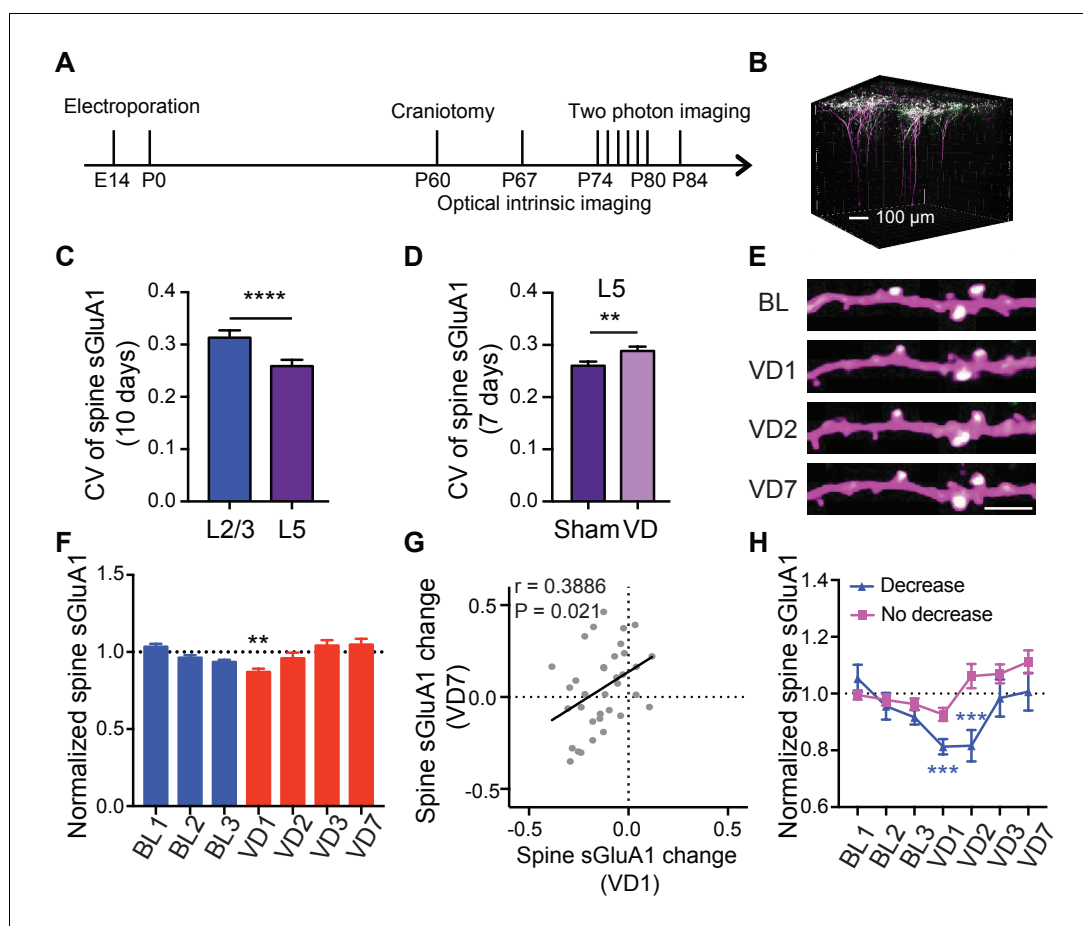 A
Electroporation
Craniotomy
Two photon imaging
E14 P0 P60 P67 P74 P80 P84
Optical intrinsic imaging
B
100 µm
C
CV of spine sGluA1
(10 days)
0.4
0.3
0.2
0.1
0.0
****
L2/3 L5
D
CV of spine sGluA1
(7 days)
0.4
0.3
0.2
0.1
0.0
L5
**
Sham VD
E
BL
VD1
VD2
VD7
F
Normalized spine sGluA1
1.5
1.0
0.5
0.0
**
BL1 BL2 BL3 VD1 VD2 VD3 VD7
G
r = 0.3886
P = 0.021
Spine sGluA1 change
(VD7)
0.5
0.0
-0.5
-0.5 0.0 0.5
Spine sGluA1 change
(VD1)
H
Normalized spine sGluA1
1.4
1.2
1.0
0.8
0.6
Decrease
No decrease
***
***
BL1 BL2 BL3 VD1 VD2 VD3 VD7